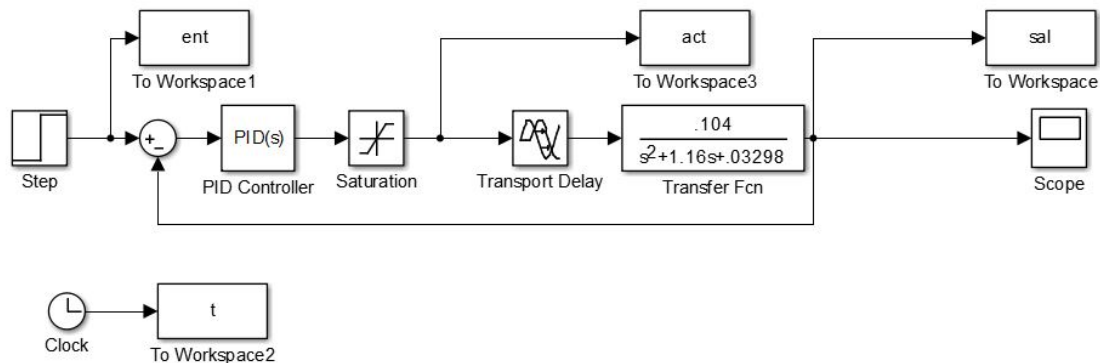 ent
To Workspace1
act
To Workspace3
sal
To Workspace
Step
+
−
PID(s)
PID Controller
Saturation
Transport Delay
.104
s²+1.16s+.03298
Transfer Fcn
Scope
Clock
t
To Workspace2